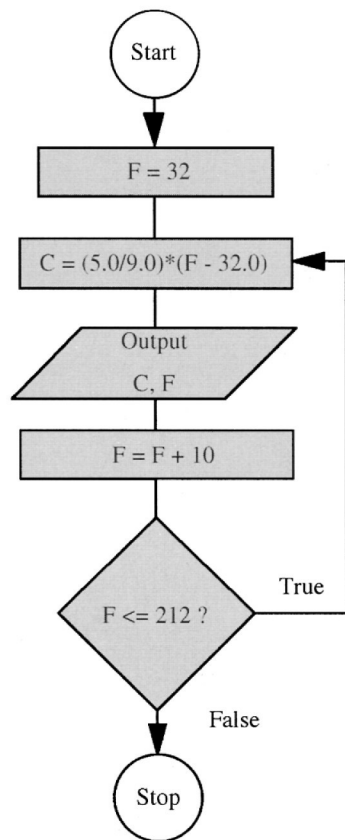 Start
F = 32
C = (5.0/9.0)*(F - 32.0)
Output
C, F
F = F + 10
F <= 212 ?
True
False
Stop